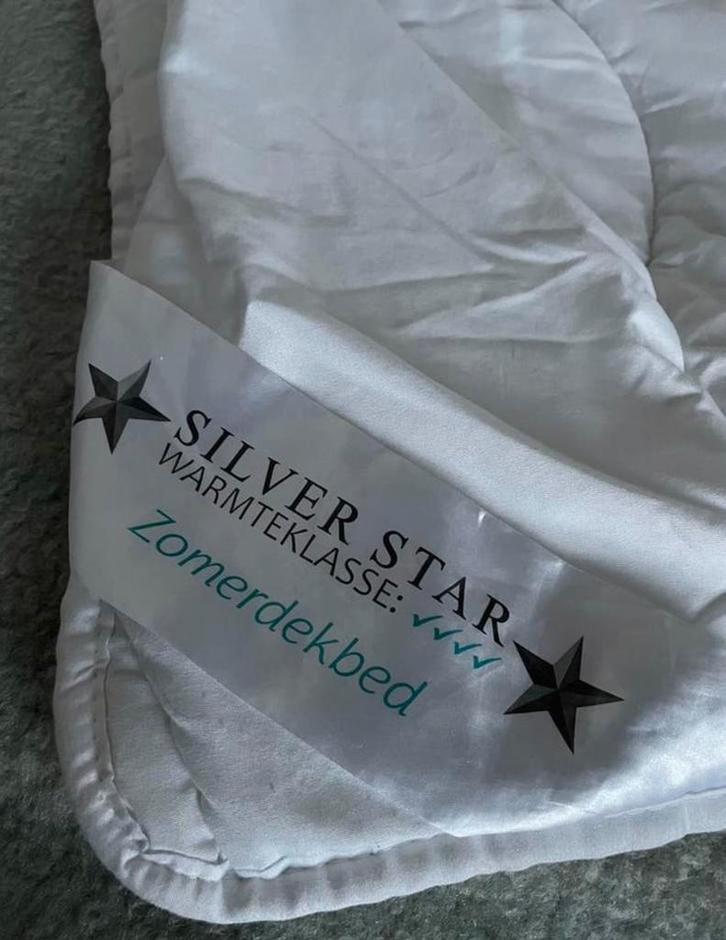 SILVER STAR
WARMTEKLASSE: ✓✓✓✓
Zomerdekbed